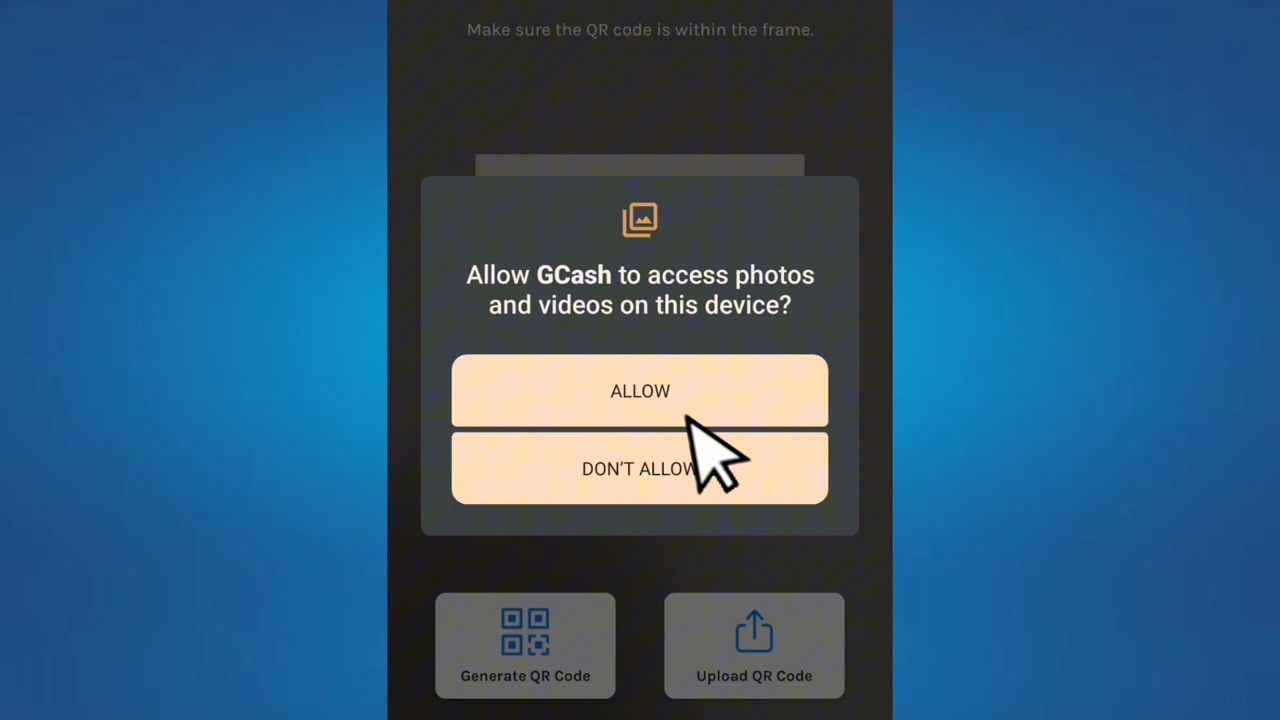 Make sure the QR code is within the frame.
Allow GCash to access photos
and videos on this device?
ALLOW
DON'T ALLOW
Generate QR Code
Upload QR Code